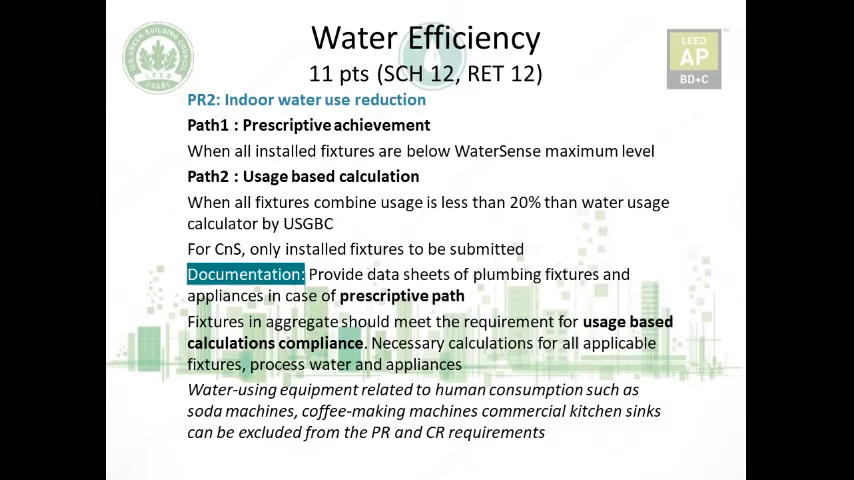 Water Efficiency
11 pts (SCH 12, RET 12)
U.S. GREEN BUILDING COUNCIL
LEED
USGBC
LEED
AP
BD+C
PR2: Indoor water use reduction
Path1 : Prescriptive achievement
When all installed fixtures are below WaterSense maximum level
Path2 : Usage based calculation
When all fixtures combine usage is less than 20% than water usage
calculator by USGBC
For CnS, only installed fixtures to be submitted
Documentation: Provide data sheets of plumbing fixtures and
appliances in case of prescriptive path
Fixtures in aggregate should meet the requirement for usage based
calculations compliance. Necessary calculations for all applicable
fixtures, process water and appliances
Water-using equipment related to human consumption such as
soda machines, coffee-making machines commercial kitchen sinks
can be excluded from the PR and CR requirements